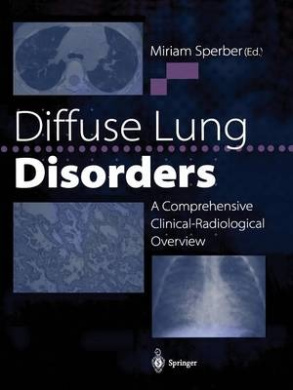 Miriam Sperber (Ed.)
Diffuse Lung
Disorders
A Comprehensive
Clinical-Radiological
Overview
Springer